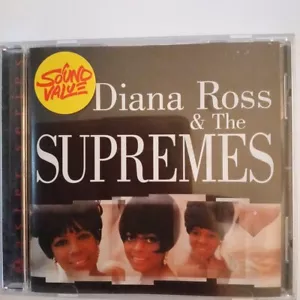 SOUND
VALUE
Diana Ross
& The
SUPREMES